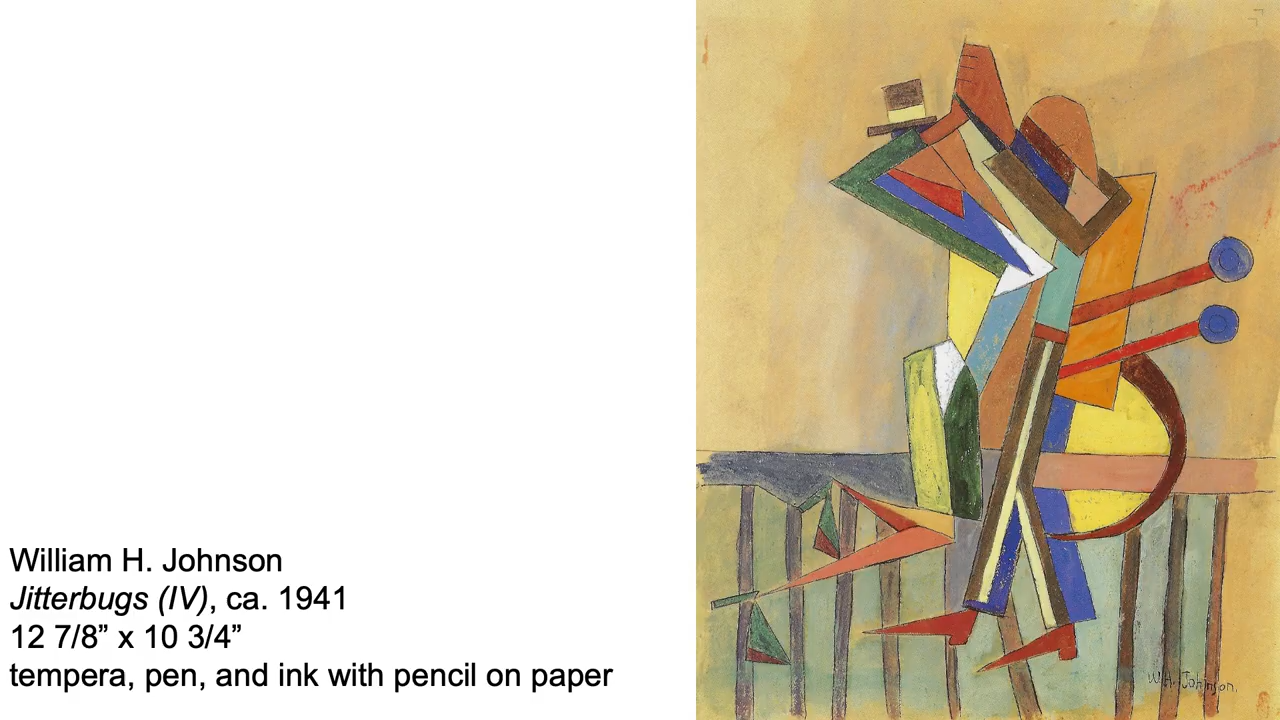 William H. Johnson
Jitterbugs (IV), ca. 1941
12 7/8” x 10 3/4”
tempera, pen, and ink with pencil on paper
W.H. Johnson.